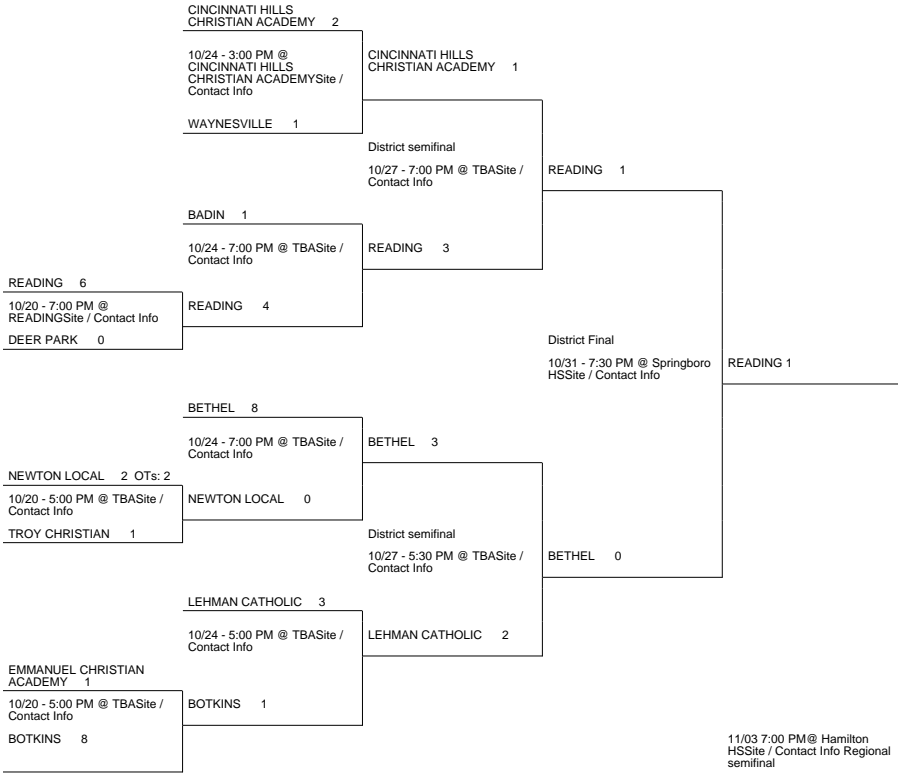 CINCINNATI HILLS
CHRISTIAN ACADEMY 2
10/24 - 3:00 PM @
CINCINNATI HILLS
CHRISTIAN ACADEMYSite /
Contact Info
WAYNESVILLE 1
CINCINNATI HILLS
CHRISTIAN ACADEMY 1
District semifinal
10/27 - 7:00 PM @ TBASite /
Contact Info
READING 1
BADIN 1
10/24 - 7:00 PM @ TBASite /
Contact Info
READING 3
READING 6
10/20 - 7:00 PM @
READINGSite / Contact Info
DEER PARK 0
READING 4
District Final
10/31 - 7:30 PM @ Springboro
HSSite / Contact Info
READING 1
BETHEL 8
10/24 - 7:00 PM @ TBASite /
Contact Info
BETHEL 3
NEWTON LOCAL 2 OTs: 2
10/20 - 5:00 PM @ TBASite /
Contact Info
TROY CHRISTIAN 1
NEWTON LOCAL 0
District semifinal
10/27 - 5:30 PM @ TBASite /
Contact Info
BETHEL 0
LEHMAN CATHOLIC 3
10/24 - 5:00 PM @ TBASite /
Contact Info
LEHMAN CATHOLIC 2
EMMANUEL CHRISTIAN
ACADEMY 1
10/20 - 5:00 PM @ TBASite /
Contact Info
BOTKINS 8
BOTKINS 1
11/03 7:00 PM@ Hamilton
HSSite / Contact Info Regional
semifinal